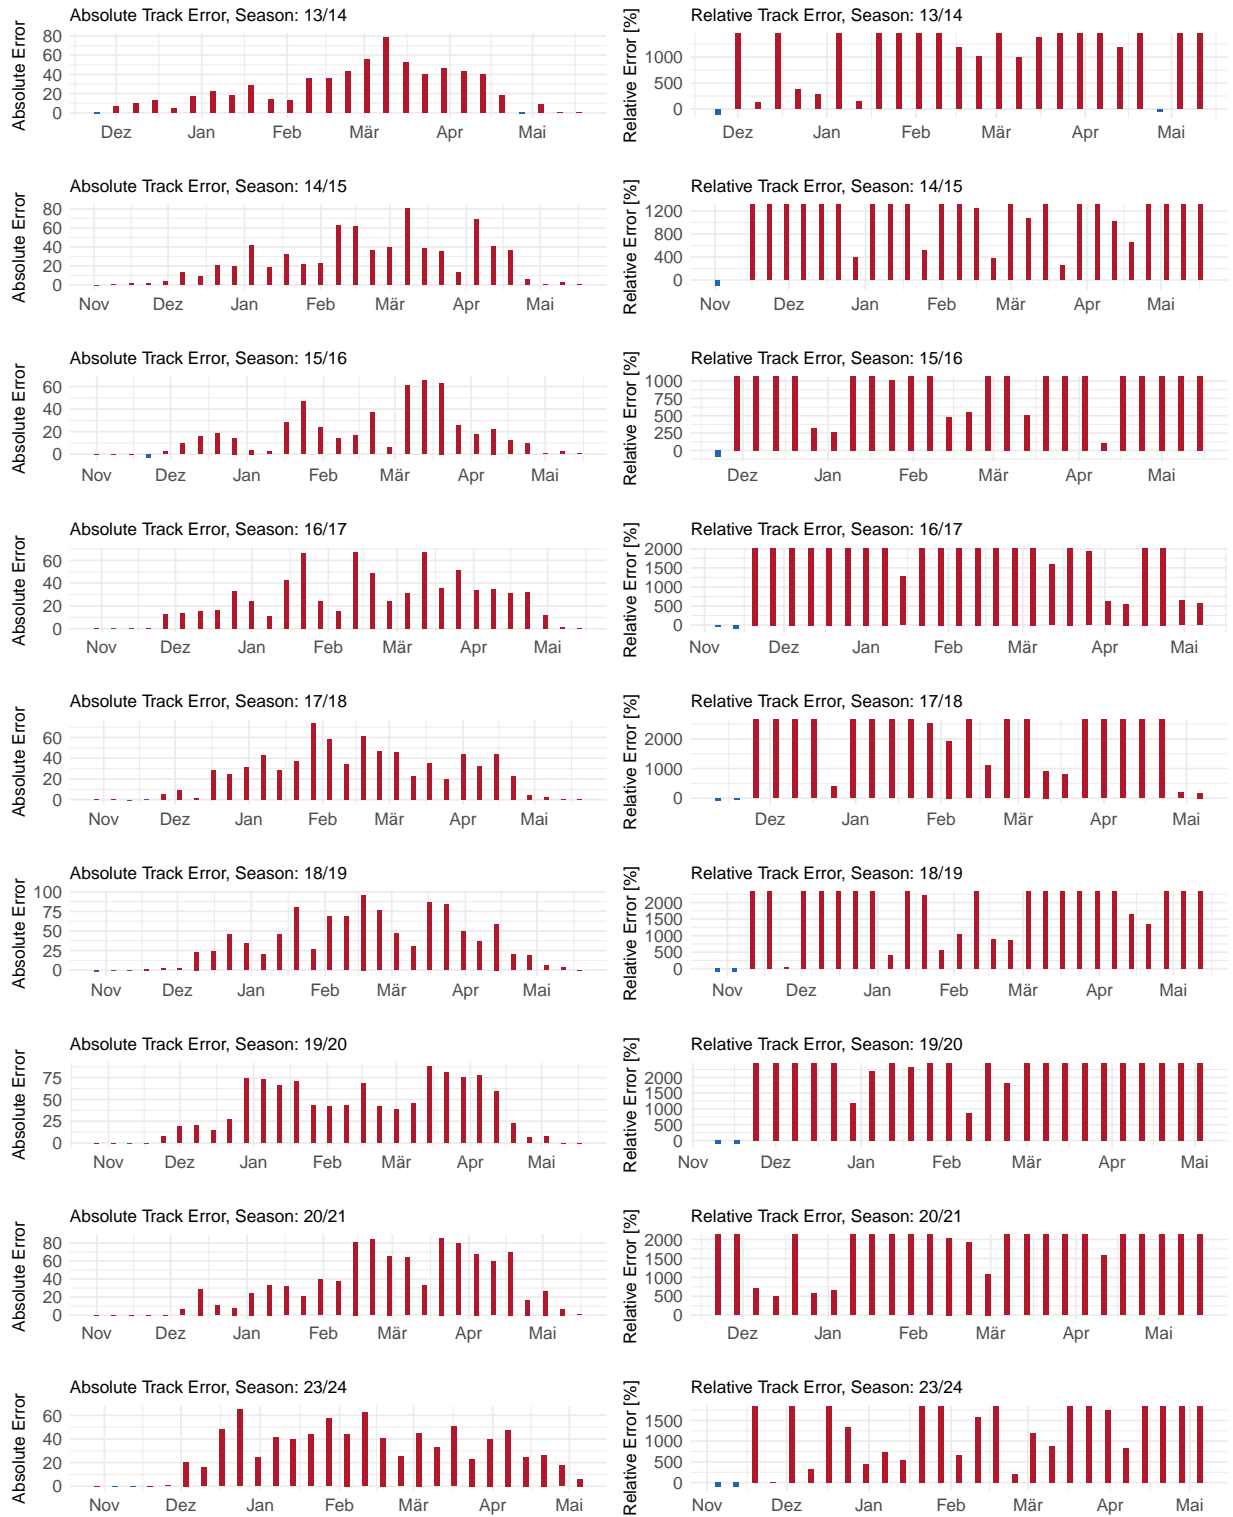 Absolute Track Error, Season: 13/14
Absolute Error
80
60
40
20
0
Dez Jan Feb Mär Apr Mai
Relative Track Error, Season: 13/14
Relative Error [%]
1000
500
0
Dez Jan Feb Mär Apr Mai
Absolute Track Error, Season: 14/15
Absolute Error
80
60
40
20
0
Nov Dez Jan Feb Mär Apr Mai
Relative Track Error, Season: 14/15
Relative Error [%]
1200
800
400
0
Nov Dez Jan Feb Mär Apr Mai
Absolute Track Error, Season: 15/16
Absolute Error
60
40
20
0
Nov Dez Jan Feb Mär Apr Mai
Relative Track Error, Season: 15/16
Relative Error [%]
1000
750
500
250
0
Dez Jan Feb Mär Apr Mai
Absolute Track Error, Season: 16/17
Absolute Error
60
40
20
0
Nov Dez Jan Feb Mär Apr Mai
Relative Track Error, Season: 16/17
Relative Error [%]
2000
1500
1000
500
0
Nov Dez Jan Feb Mär Apr Mai
Absolute Track Error, Season: 17/18
Absolute Error
60
40
20
0
Nov Dez Jan Feb Mär Apr Mai
Relative Track Error, Season: 17/18
Relative Error [%]
2000
1000
0
Dez Jan Feb Mär Apr Mai
Absolute Track Error, Season: 18/19
Absolute Error
100
75
50
25
0
Nov Dez Jan Feb Mär Apr Mai
Relative Track Error, Season: 18/19
Relative Error [%]
2000
1500
1000
500
0
Nov Dez Jan Feb Mär Apr Mai
Absolute Track Error, Season: 19/20
Absolute Error
75
50
25
0
Nov Dez Jan Feb Mär Apr Mai
Relative Track Error, Season: 19/20
Relative Error [%]
2000
1500
1000
500
0
Nov Dez Jan Feb Mär Apr Mai
Absolute Track Error, Season: 20/21
Absolute Error
80
60
40
20
0
Nov Dez Jan Feb Mär Apr Mai
Relative Track Error, Season: 20/21
Relative Error [%]
2000
1500
1000
500
0
Dez Jan Feb Mär Apr Mai
Absolute Track Error, Season: 23/24
Absolute Error
60
40
20
0
Nov Dez Jan Feb Mär Apr Mai
Relative Track Error, Season: 23/24
Relative Error [%]
1500
1000
500
0
Nov Dez Jan Feb Mär Apr Mai